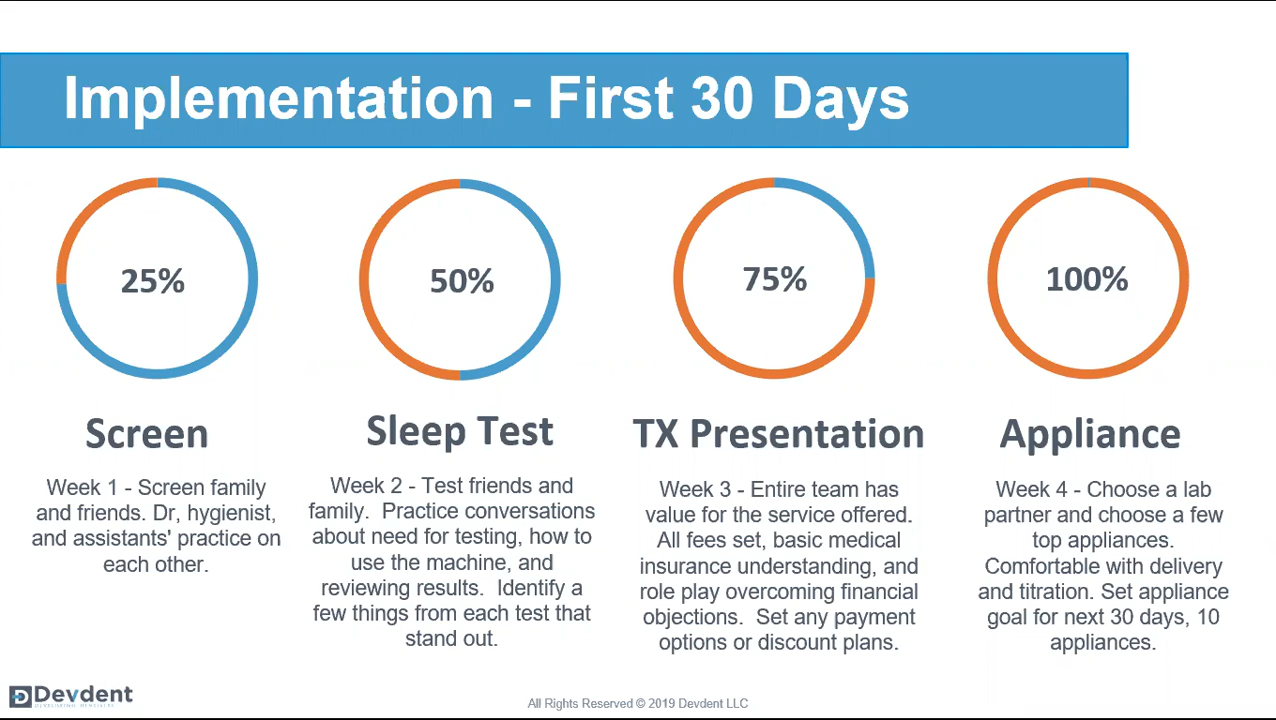 Implementation - First 30 Days
25%
50%
75%
100%
Screen
Sleep Test
TX Presentation
Appliance
Week 1 - Screen family
and friends. Dr, hygienist,
and assistants' practice on
each other.
Week 2 - Test friends and
family. Practice conversations
about need for testing, how to
use the machine, and
reviewing results. Identify a
few things from each test that
stand out.
Week 3 - Entire team has
value for the service offered.
All fees set, basic medical
insurance understanding, and
role play overcoming financial
objections. Set any payment
options or discount plans.
Week 4 - Choose a lab
partner and choose a few
top appliances.
Comfortable with delivery
and titration. Set appliance
goal for next 30 days, 10
appliances.
Devdent
All Rights Reserved © 2019 Devdent LLC